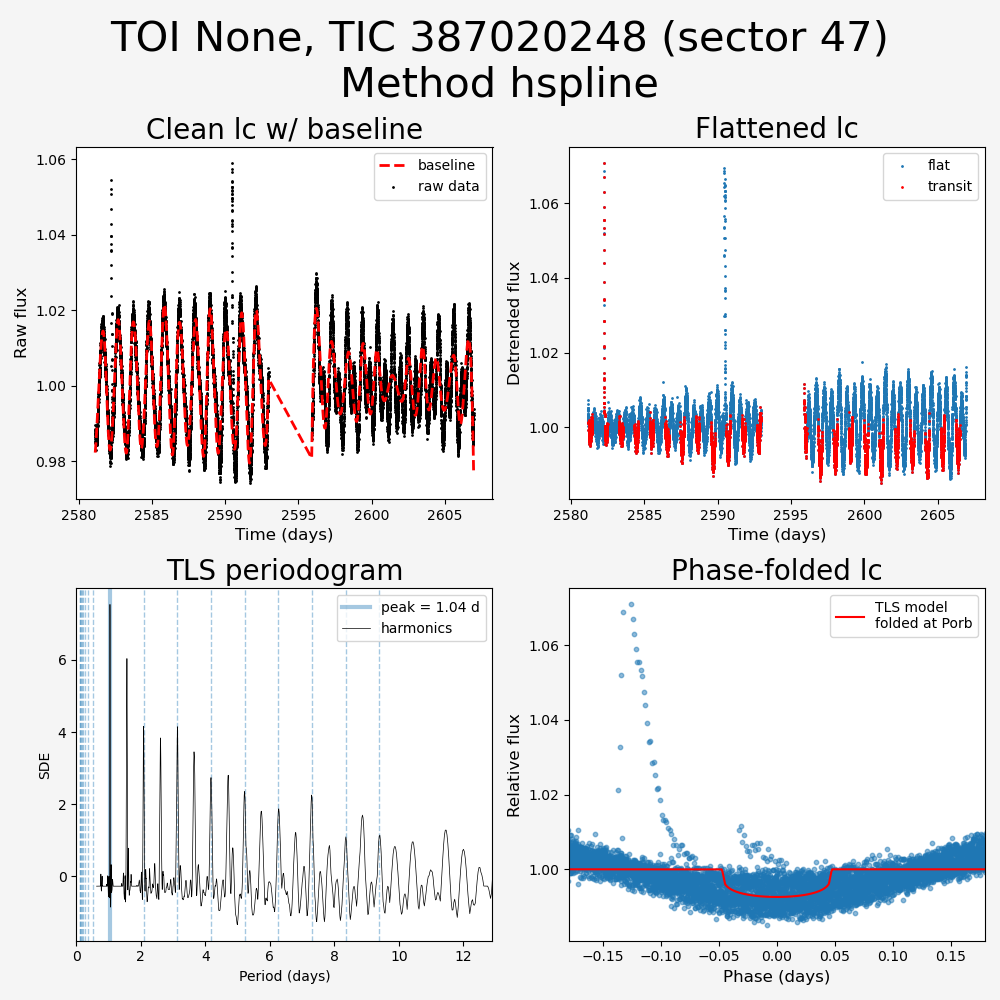 TOI None, TIC 387020248 (sector 47)
Method hspline
Clean lc w/ baseline
Raw flux
1.06
1.04
1.02
1.00
0.98
2580
2585
2590
2595
2600
2605
Time (days)
baseline
raw data
Flattened lc
Detrended flux
1.06
1.04
1.02
1.00
2580
2585
2590
2595
2600
2605
Time (days)
flat
transit
TLS periodogram
SDE
6
4
2
0
0
2
4
6
8
10
12
Period (days)
peak = 1.04 d
harmonics
Phase-folded lc
Relative flux
1.06
1.04
1.02
1.00
−0.15
−0.10
−0.05
0.00
0.05
0.10
0.15
Phase (days)
TLS model
folded at Porb